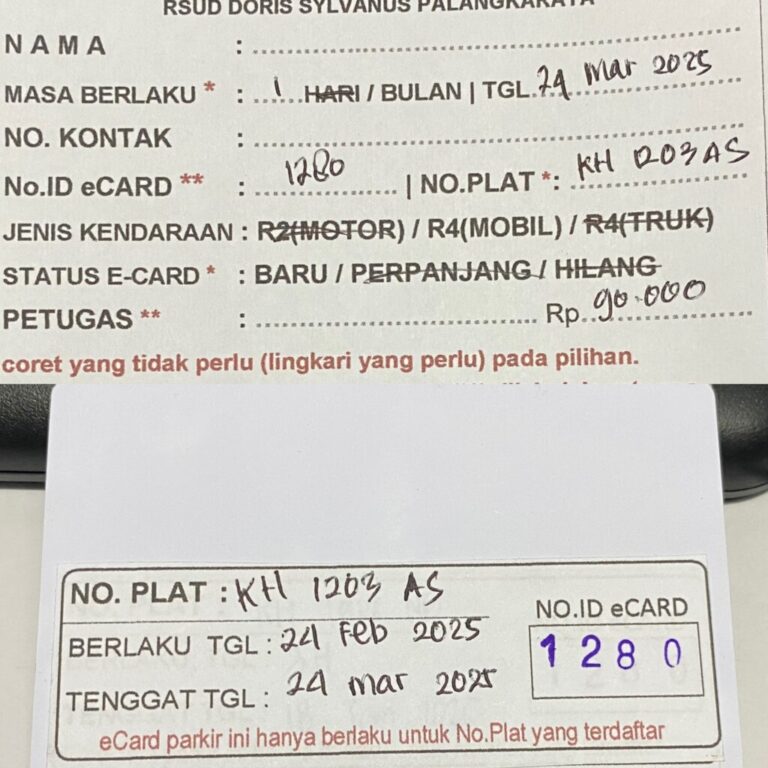 RSUD DORIS SYLVANUS PALANGKARAYA
NAMA :
MASA BERLAKU * : 1 HARI / BULAN | TGL. 24 Mar 2025
NO. KONTAK :
No.ID eCARD ** : 1280 | NO.PLAT *: KH 1203 AS
JENIS KENDARAAN : R2(MOTOR) / R4(MOBIL) / R4(TRUK)
STATUS E-CARD * : BARU / PERPANJANG / HILANG
PETUGAS ** : Rp. 90.000
coret yang tidak perlu (lingkari yang perlu) pada pilihan.
NO. PLAT : KH 1203 AS
NO.ID eCARD
1280
BERLAKU TGL : 24 Feb 2025
TENGGAT TGL : 24 mar 2025
eCard parkir ini hanya berlaku untuk No.Plat yang terdaftar